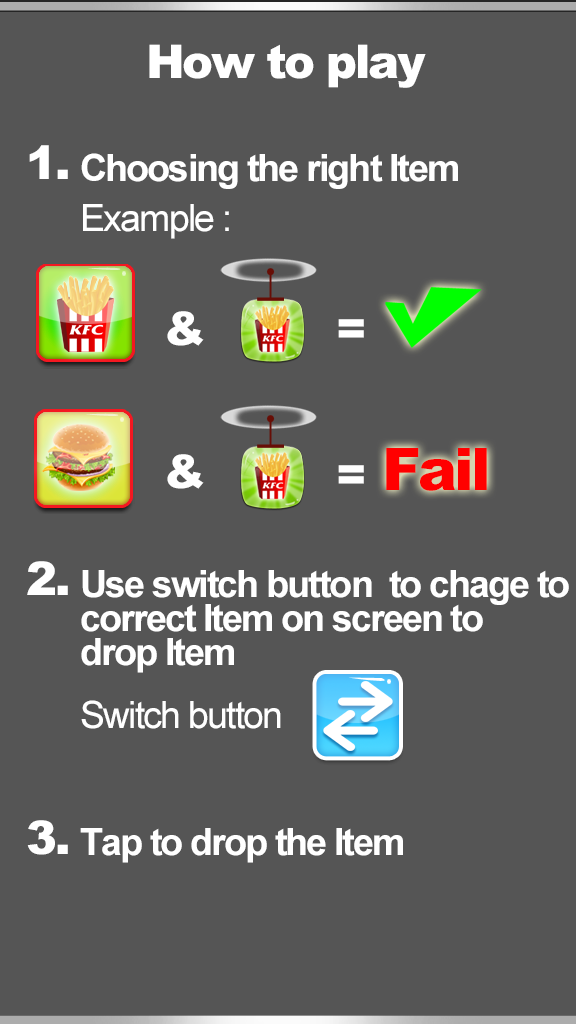 How to play
1. Choosing the right Item
Example :
KFC & KFC =
& KFC = Fail
2. Use switch button to chage to
correct Item on screen to
drop Item
Switch button
3. Tap to drop the Item